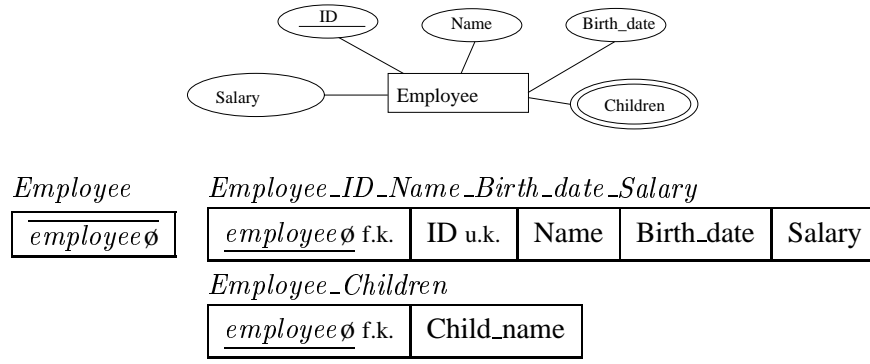 ID
Name
Birth_date
Salary
Employee
Children
Employee
Employee_ID_Name_Birth_date_Salary
employeeø
employeeø f.k.
ID u.k.
Name
Birth_date
Salary
Employee_Children
employeeø f.k.
Child_name